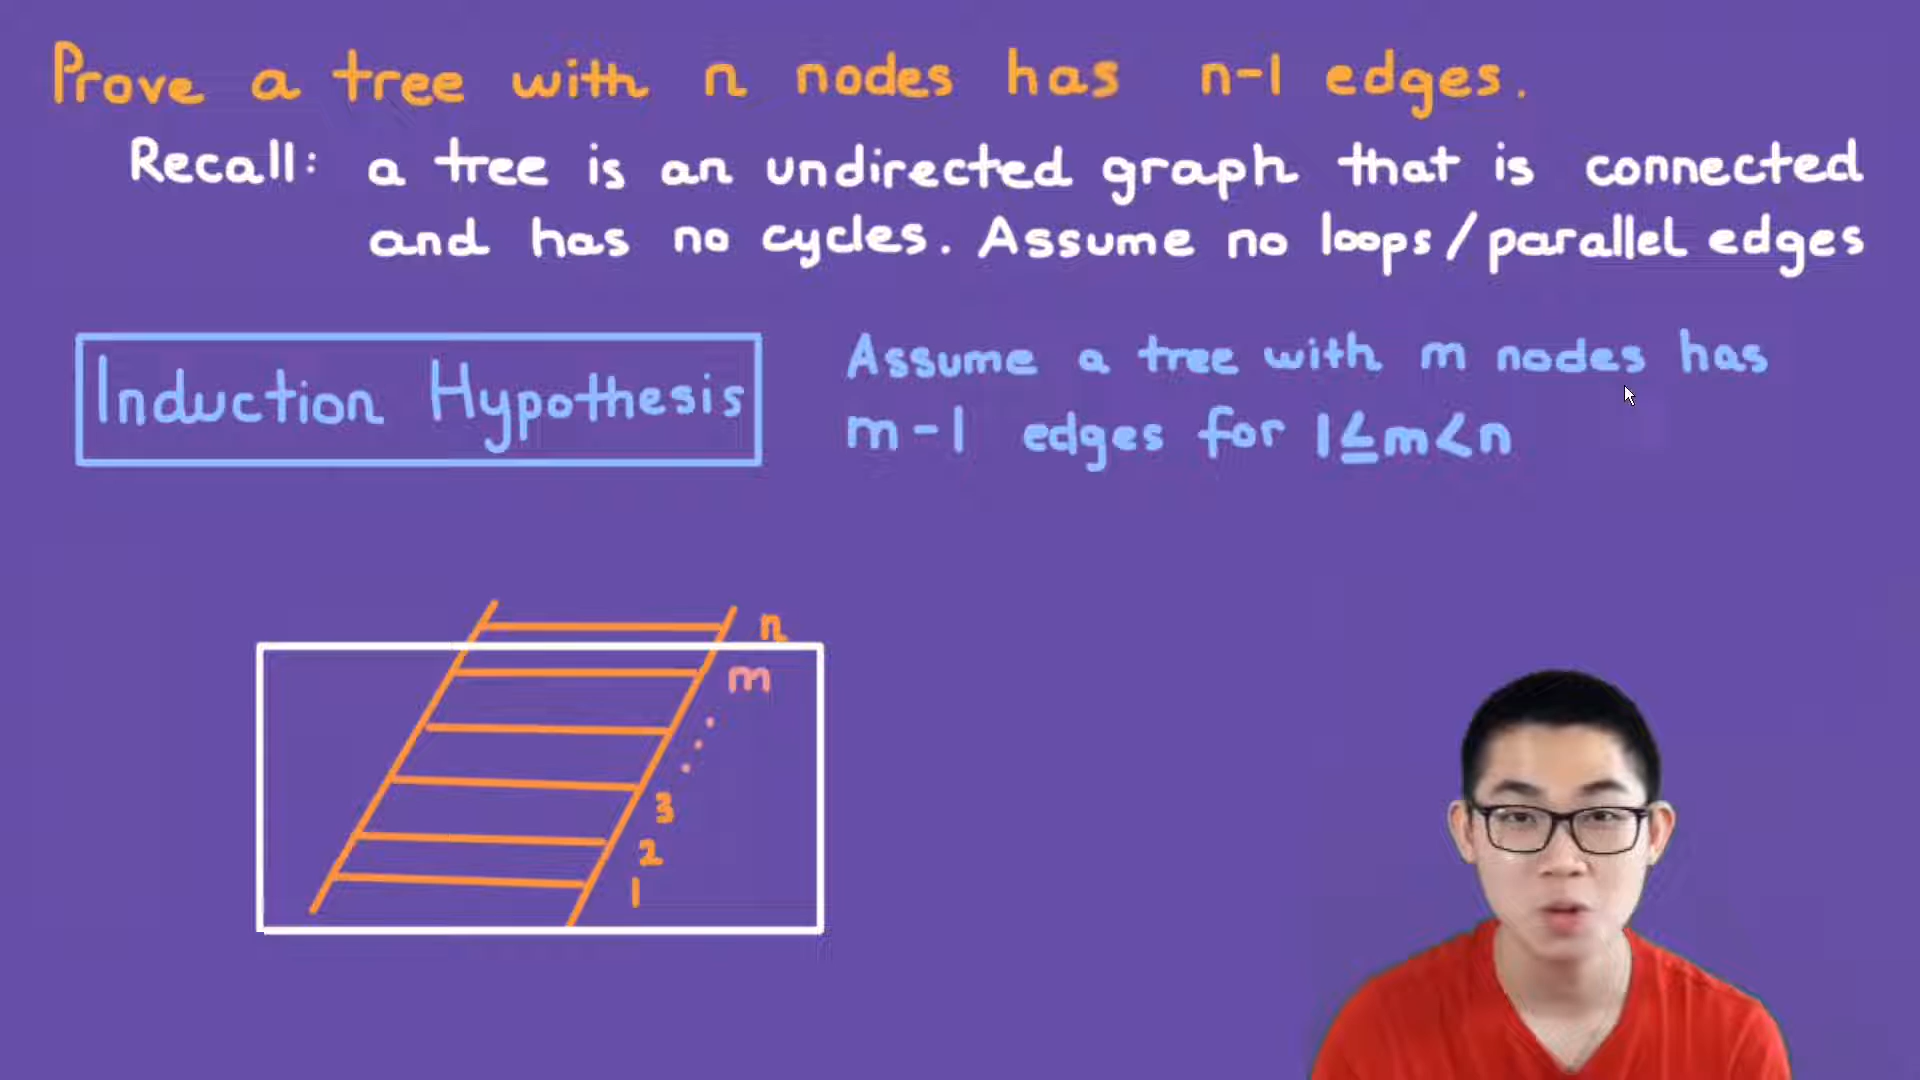 Prove a tree with n nodes has n-1 edges.
Recall: a tree is an undirected graph that is connected
and has no cycles. Assume no loops/parallel edges
Induction Hypothesis
Assume a tree with m nodes has
m-1 edges for 1≤m<n
n
m
3
2
1